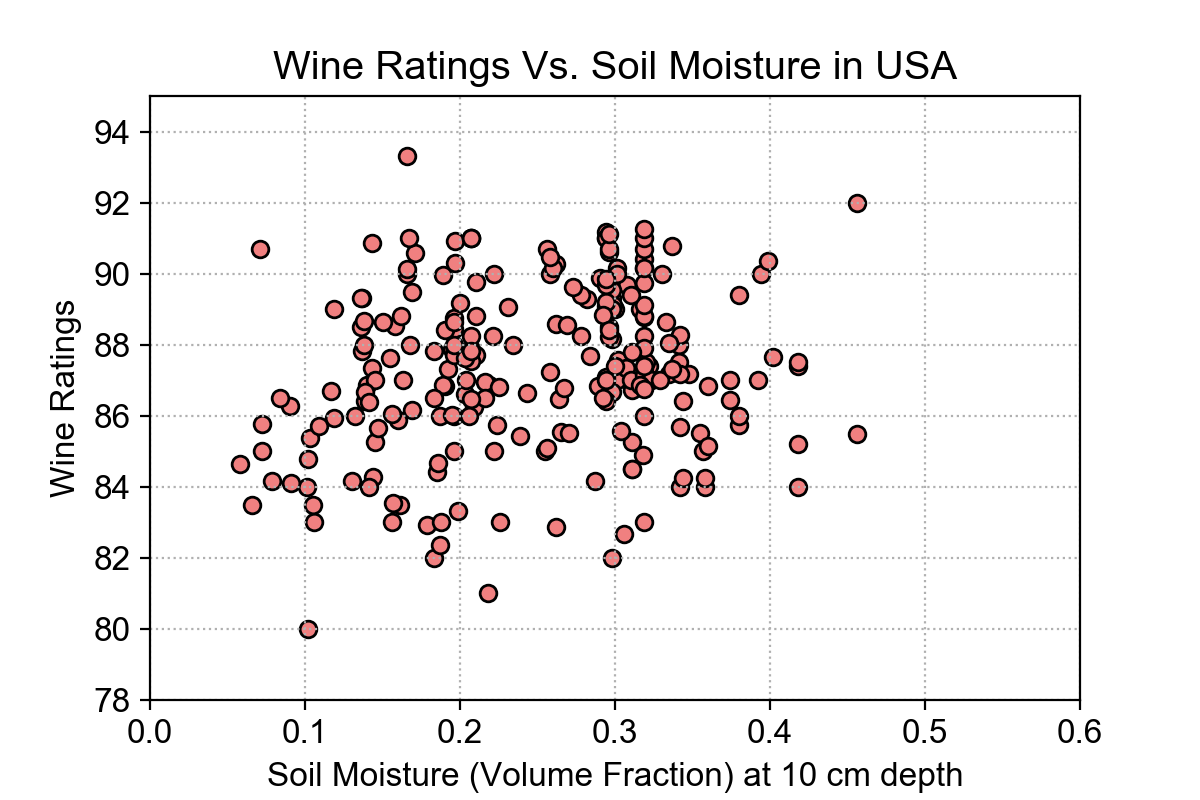 Wine Ratings Vs. Soil Moisture in USA
94
92
90
88
86
84
82
80
78
Wine Ratings
0.0 0.1 0.2 0.3 0.4 0.5 0.6
Soil Moisture (Volume Fraction) at 10 cm depth